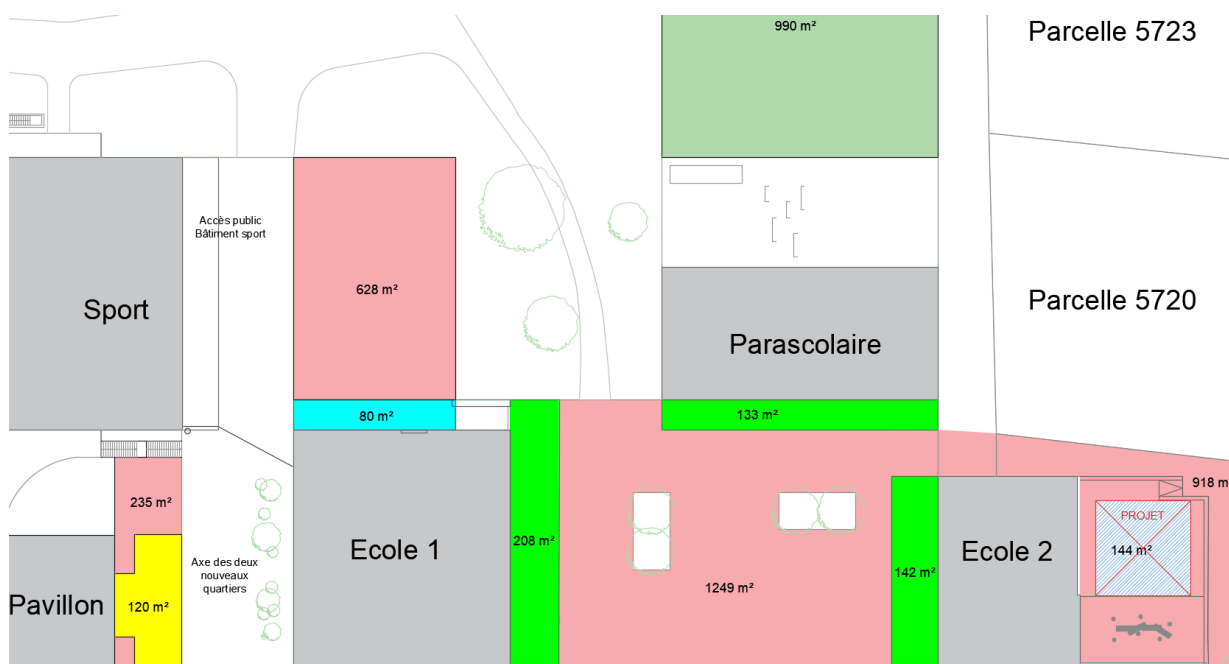 990 m²
Parcelle 5723
Accès public
Bâtiment sport
628 m²
Sport
Parcelle 5720
Parascolaire
80 m²
133 m²
235 m²
918 m
PROJET
Ecole 1
208 m²
Ecole 2
144 m²
Axe des deux
nouveaux
quartiers
142 m²
1249 m²
Pavillon
120 m²